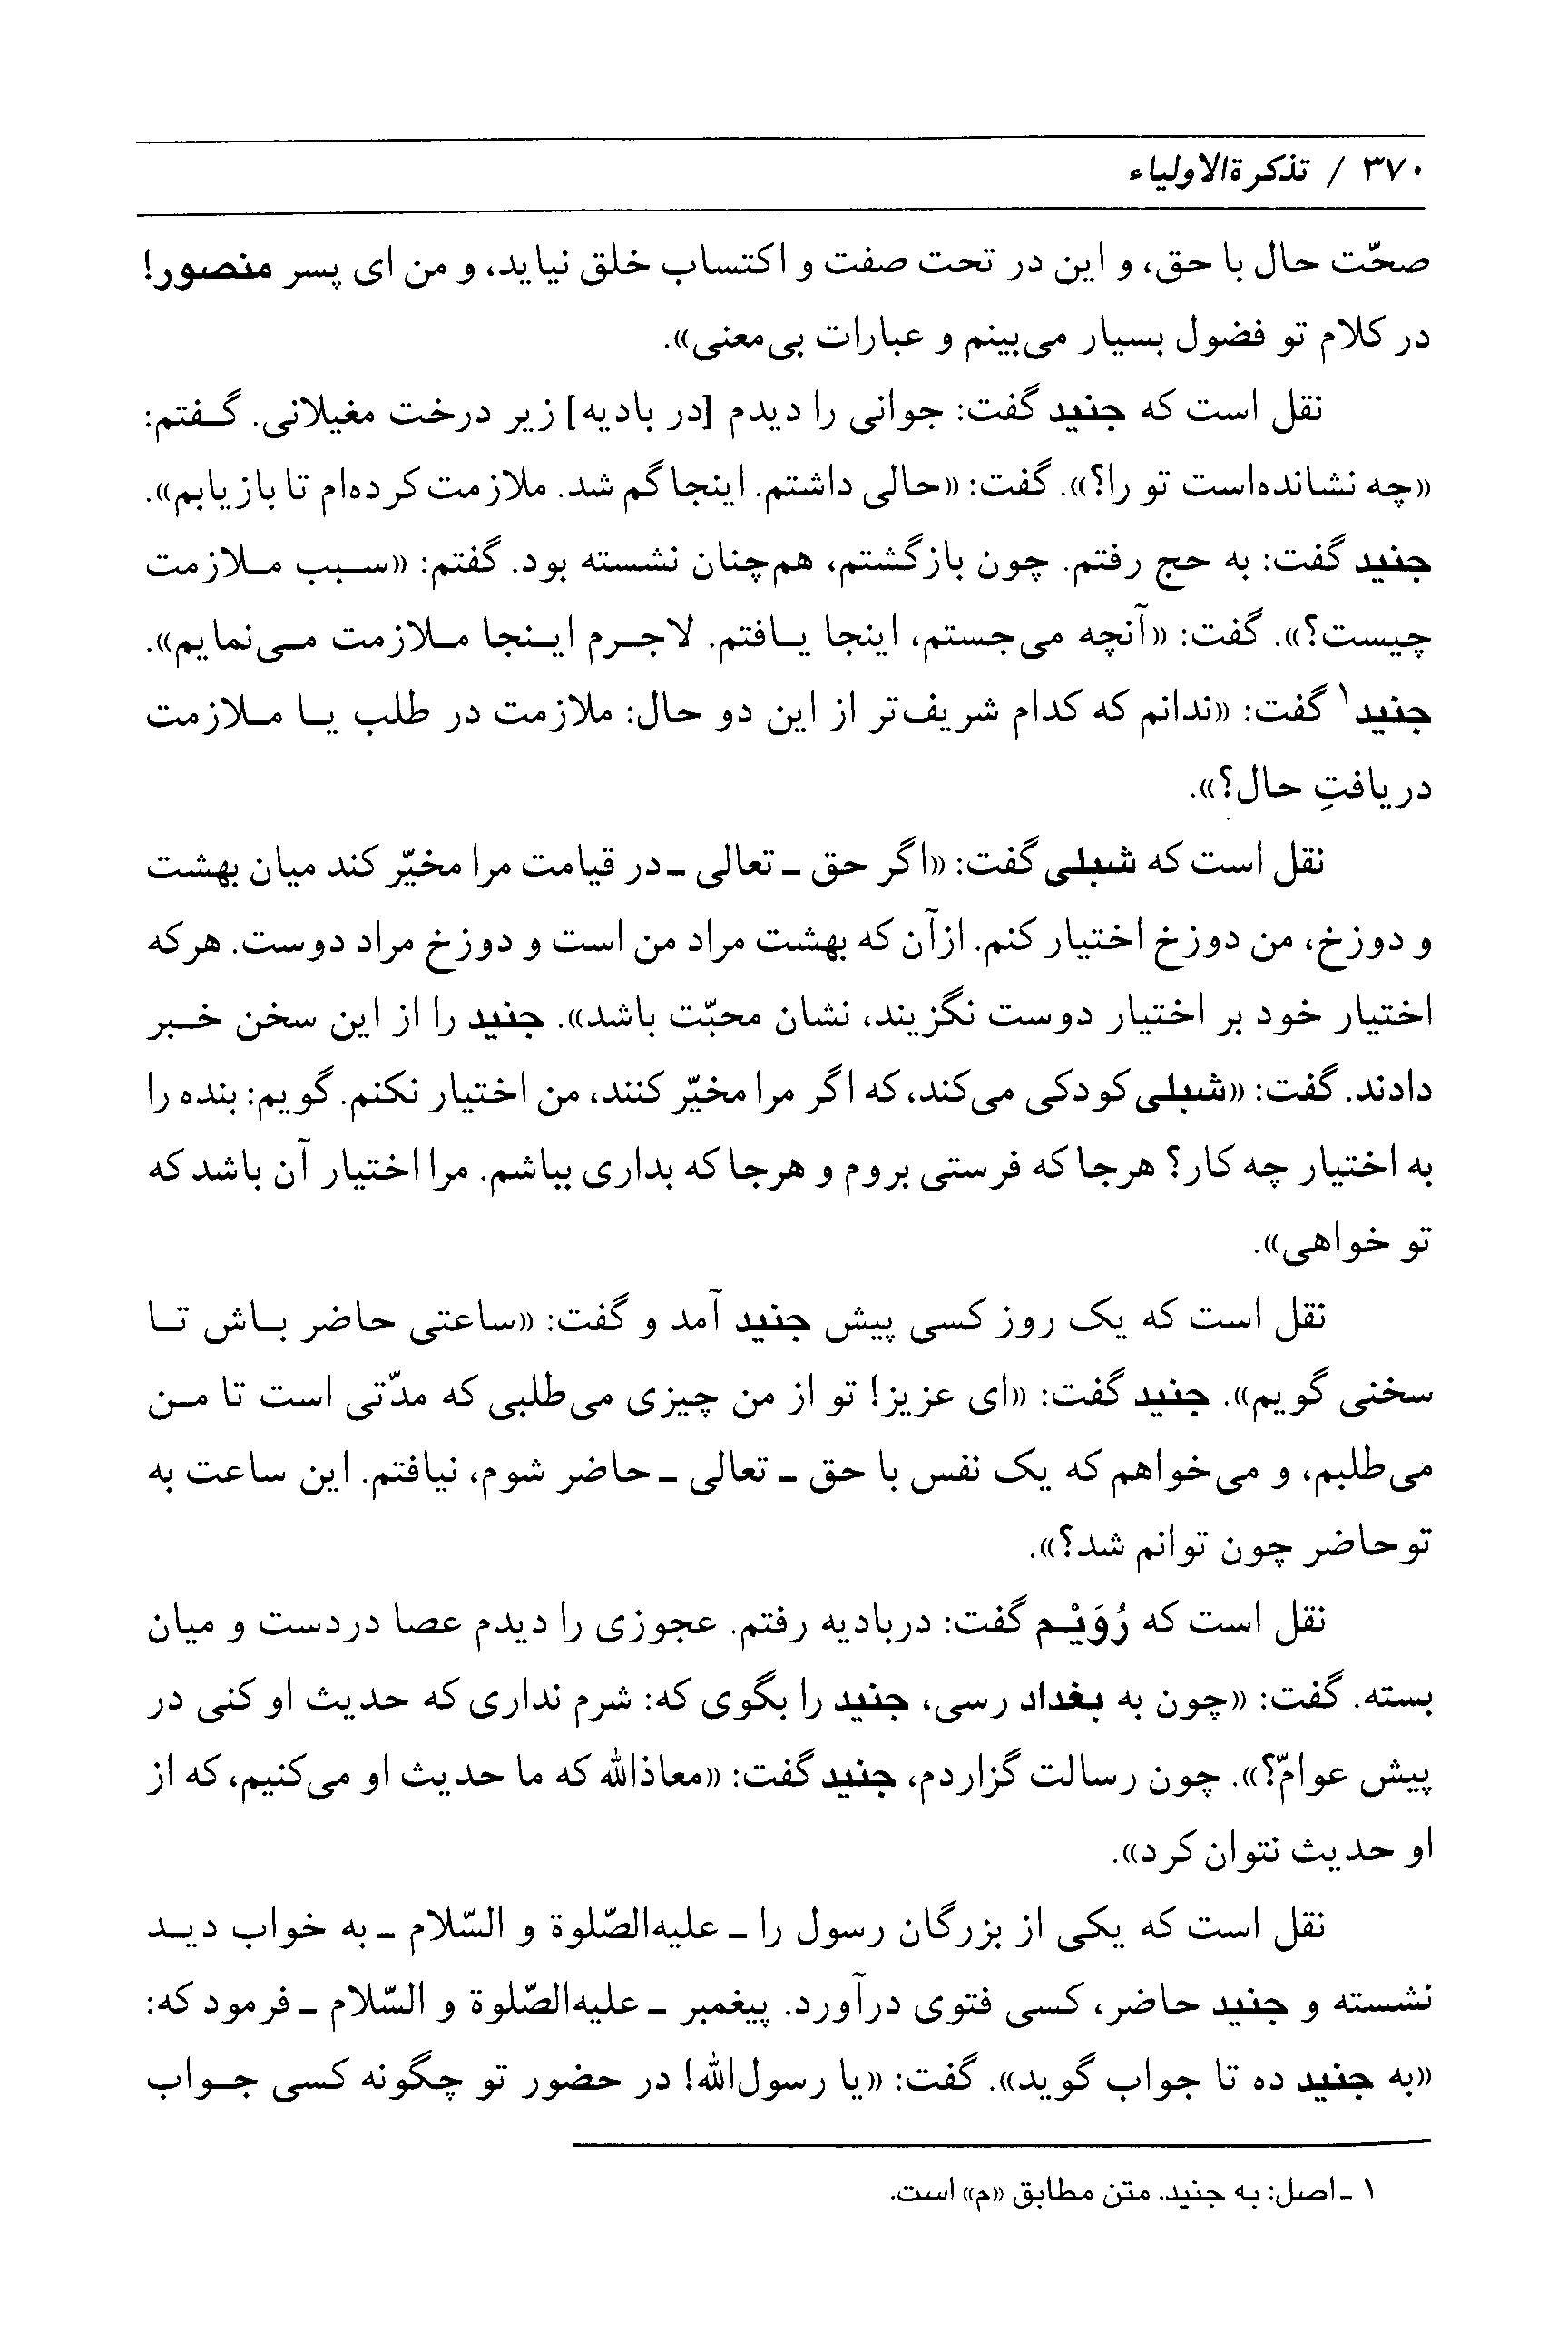 ۳۷۰ / تذکرةالاولیاء
صحّت حال با حق، و این در تحت صفت و اکتساب خلق نیاید، و من ای پسر منصور!
در کلام تو فضول بسیار می‌بینم و عبارات بی‌معنی».
نقل است که جنید گفت: جوانی را دیدم [در بادیه] زیر درخت مغیلانی. گفتم:
«چه نشانده‌است تو را؟». گفت: «حالی داشتم. اینجا گم شد. ملازمت کرده‌ام تا بازیابم».
جنید گفت: به حج رفتم. چون بازگشتم، هم‌چنان نشسته بود. گفتم: «سبب ملازمت
چیست؟». گفت: «آنچه می‌جستم، اینجا یافتم. لاجرم اینجا ملازمت می‌نمایم».
جنید۱ گفت: «ندانم که کدام شریف‌تر از این دو حال: ملازمت در طلب یا ملازمت
دریافتِ حال؟».
نقل است که شبلی گفت: «اگر حق ـ تعالی ـ در قیامت مرا مخیّر کند میان بهشت
و دوزخ، من دوزخ اختیار کنم. ازآن که بهشت مراد من است و دوزخ مراد دوست. هرکه
اختیار خود بر اختیار دوست نگزیند، نشان محبّت باشد». جنید را از این سخن خبر
دادند. گفت: «شبلی کودکی می‌کند، که اگر مرا مخیّر کنند، من اختیار نکنم. گویم: بنده را
به اختیار چه کار؟ هرجا که فرستی بروم و هرجا که بداری بباشم. مرا اختیار آن باشد که
تو خواهی».
نقل است که یک روز کسی پیش جنید آمد و گفت: «ساعتی حاضر باش تا
سخنی گویم». جنید گفت: «ای عزیز! تو از من چیزی می‌طلبی که مدّتی است تا من
می‌طلبم، و می‌خواهم که یک نفس با حق ـ تعالی ـ حاضر شوم، نیافتم. این ساعت به
تو حاضر چون توانم شد؟».
نقل است که رُوَیْم گفت: دربادیه رفتم. عجوزی را دیدم عصا دردست و میان
بسته. گفت: «چون به بغداد رسی، جنید را بگوی که: شرم نداری که حدیث او کنی در
پیش عوامّ؟». چون رسالت گزاردم، جنید گفت: «معاذالله که ما حدیث او می‌کنیم، که از
او حدیث نتوان کرد».
نقل است که یکی از بزرگان رسول را ـ علیه‌الصّلوة و السّلام ـ به خواب دید
نشسته و جنید حاضر، کسی فتوی درآورد. پیغمبر ـ علیه‌الصّلوة و السّلام ـ فرمود که:
«به جنید ده تا جواب گوید». گفت: «یا رسول‌الله! در حضور تو چگونه کسی جواب
۱ ـ اصل: به جنید. متن مطابق «م» است.